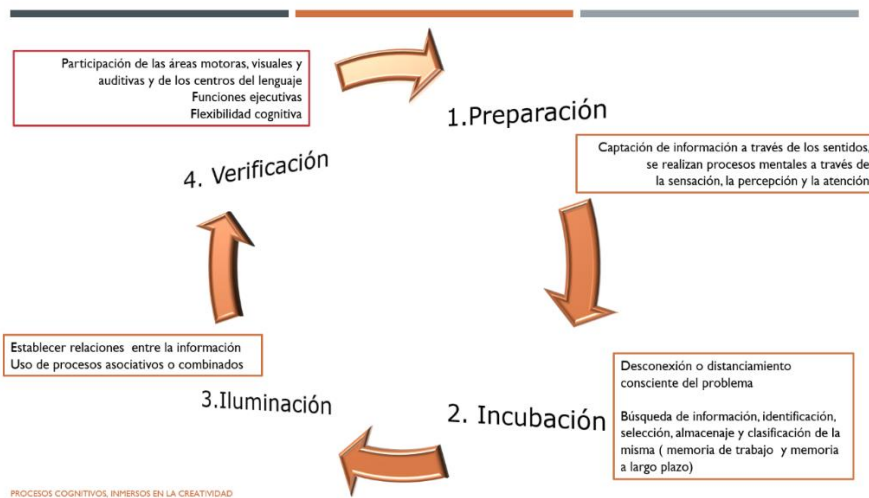 Participación de las áreas motoras, visuales y
auditivas y de los centros del lenguaje
Funciones ejecutivas
Flexibilidad cognitiva
1.Preparación
Captación de información a través de los sentidos,
se realizan procesos mentales a través de
la sensación, la percepción y la atención
4. Verificación
Establecer relaciones entre la información
Uso de procesos asociativos o combinados
3.Iluminación
2. Incubación
Desconexión o distanciamiento
consciente del problema
Búsqueda de información, identificación,
selección, almacenaje y clasificación de la
misma ( memoria de trabajo y memoria
a largo plazo)
PROCESOS COGNITIVOS, INMERSOS EN LA CREATIVIDAD